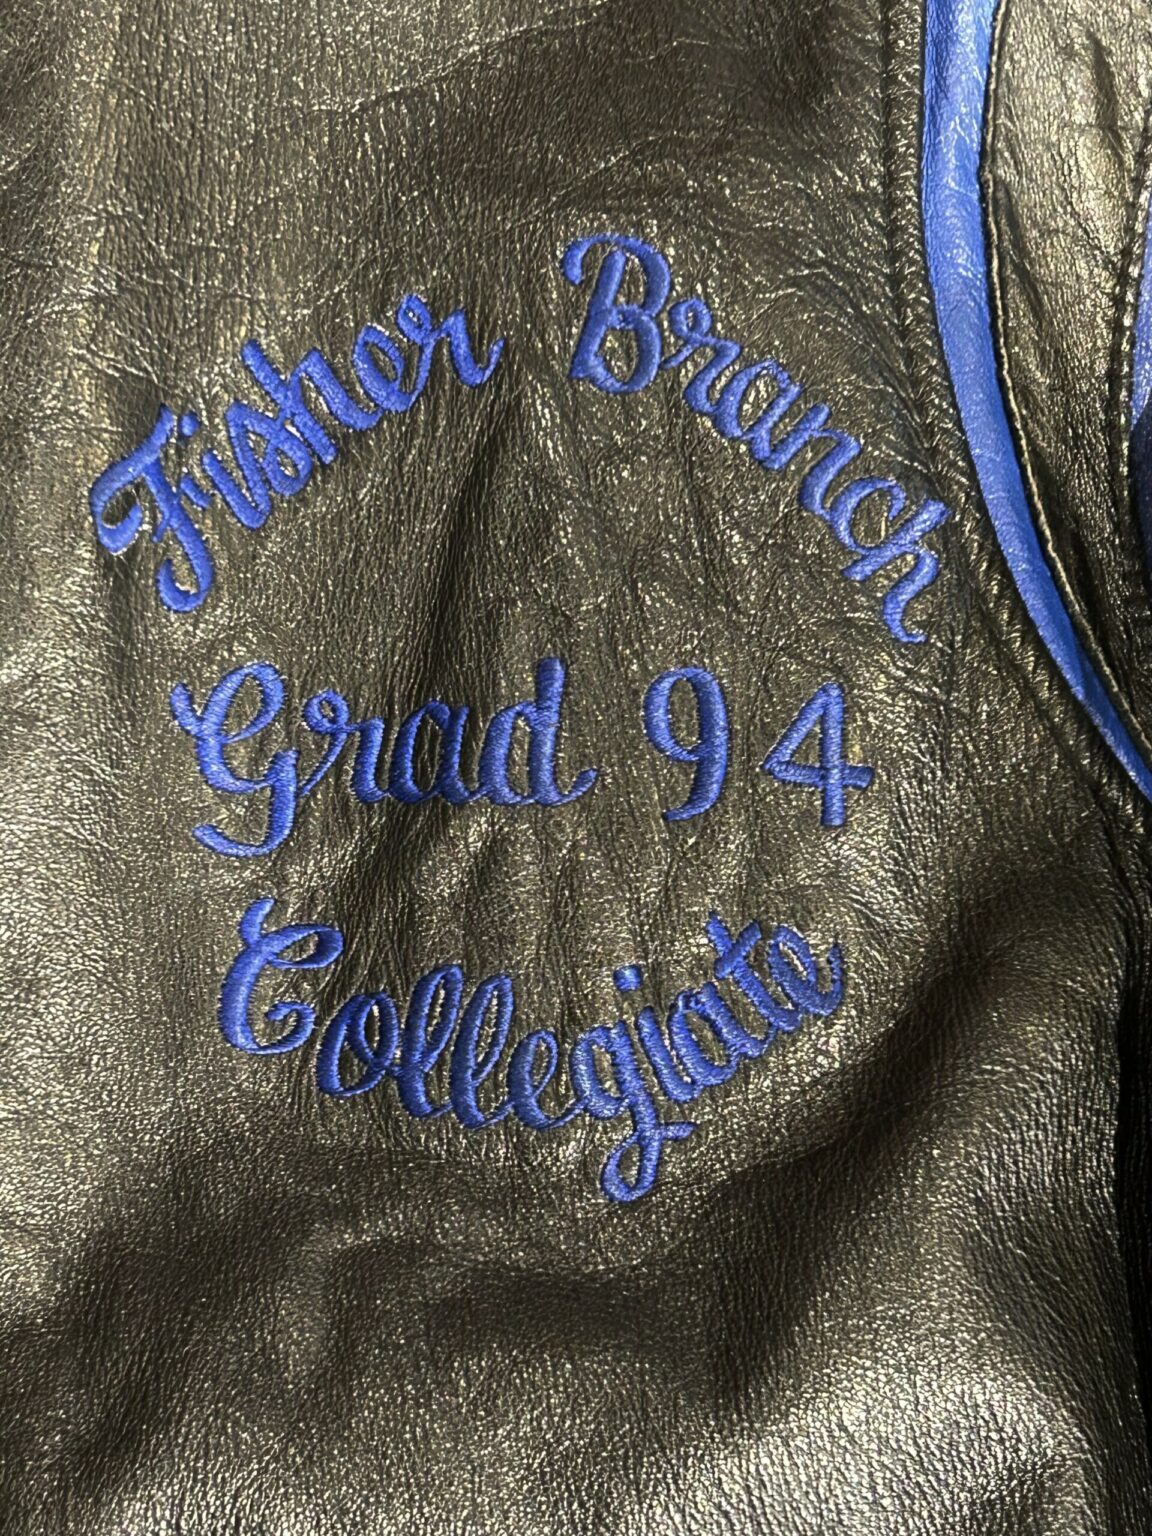 Fisher Branch
Grad 94
Collegiate